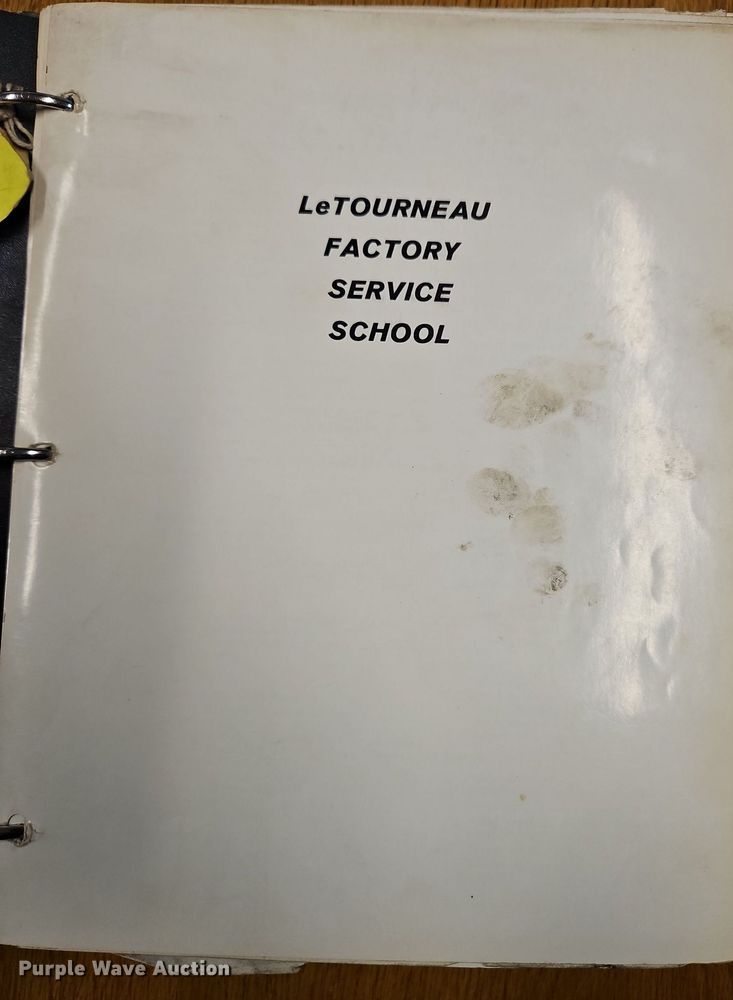 LeTOURNEAU
FACTORY
SERVICE
SCHOOL
Purple Wave Auction